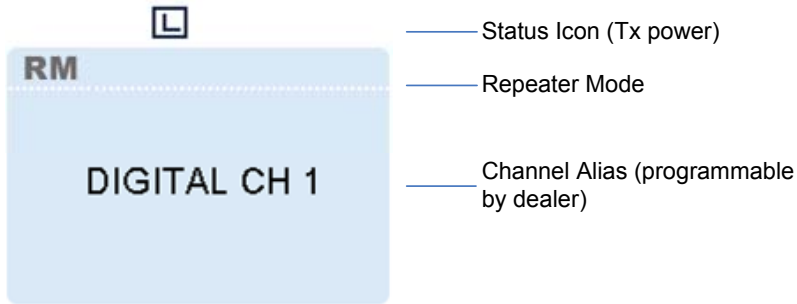 L
Status Icon (Tx power)
RM
Repeater Mode
DIGITAL CH 1
Channel Alias (programmable
by dealer)